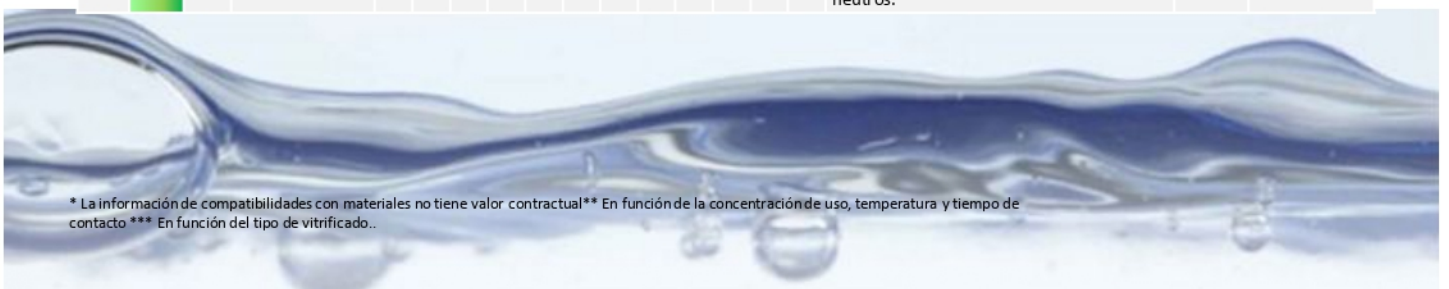 neutros.
* La información de compatibilidades con materiales no tiene valor contractual** En función de la concentración de uso, temperatura y tiempo de
contacto *** En función del tipo de vitrificado..